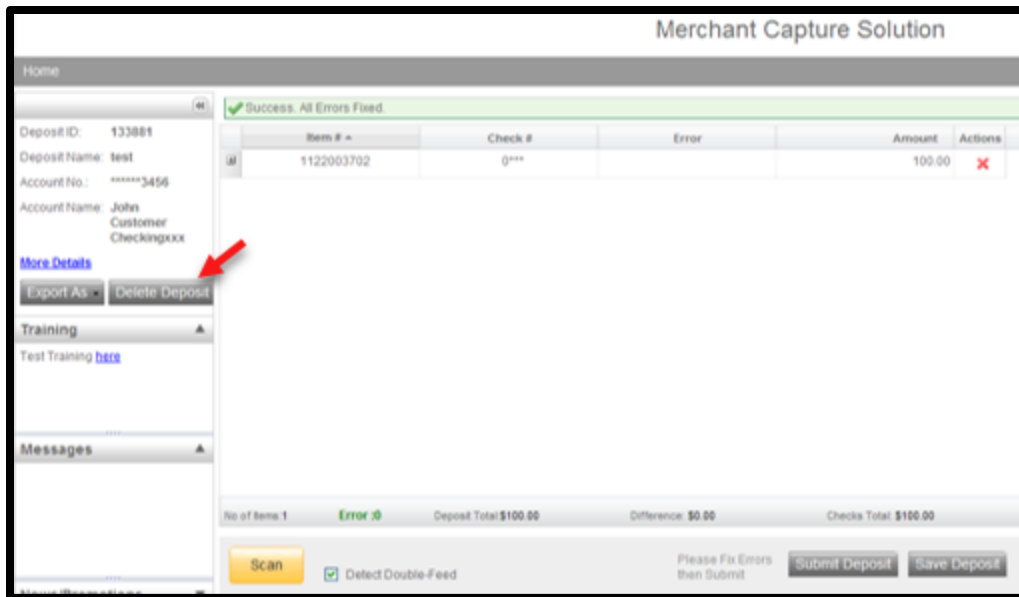 Merchant Capture Solution
Home
Success. All Errors Fixed.
Deposit ID: 133881
Deposit Name: test
Account No.: ******3456
Account Name: John
Customer
Checkingxxx
More Details
Export As Delete Deposit
Training
Test Training here
Messages
News/Promotions
Item # Check # Error Amount Actions
1122003702 0*** 100.00
No of Items:1 Error :0 Deposit Total:$100.00 Difference: $0.00 Checks Total: $100.00
Scan Detect Double-Feed
Please Fix Errors
then Submit
Submit Deposit Save Deposit